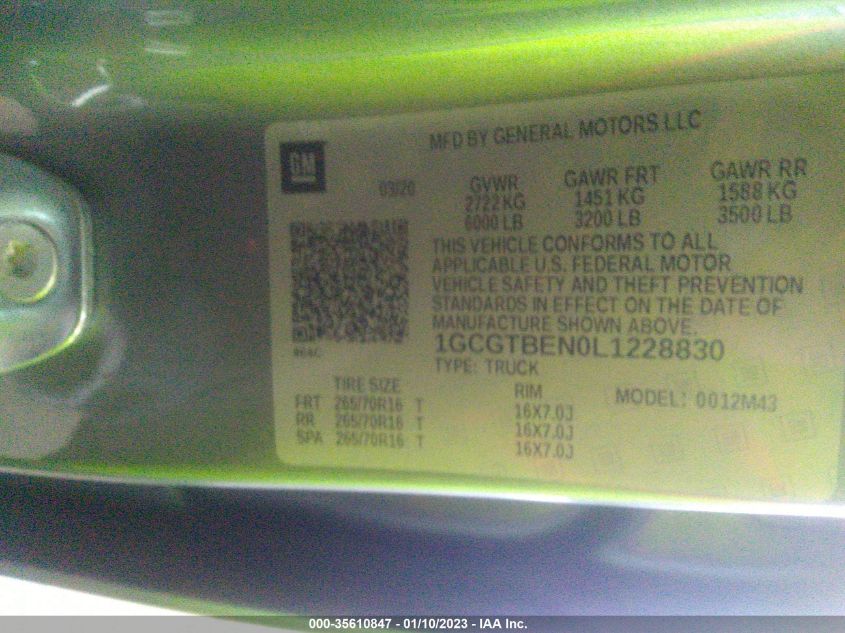 GM
MFD BY GENERAL MOTORS LLC
03/20
GVWR GAWR FRT GAWR RR
2722 KG 1451 KG 1588 KG
6000 LB 3200 LB 3500 LB
THIS VEHICLE CONFORMS TO ALL
APPLICABLE U.S. FEDERAL MOTOR
VEHICLE SAFETY AND THEFT PREVENTION
STANDARDS IN EFFECT ON THE DATE OF
MANUFACTURE SHOWN ABOVE.
1GCGTBEN0L1228830
TYPE: TRUCK
MODEL: 0012M43
TIRE SIZE RIM
FRT 265/70R16 T 16X7.0J
RR 265/70R16 T 16X7.0J
SPA 265/70R16 T 16X7.0J
000-35610847 - 01/10/2023 - IAA Inc.